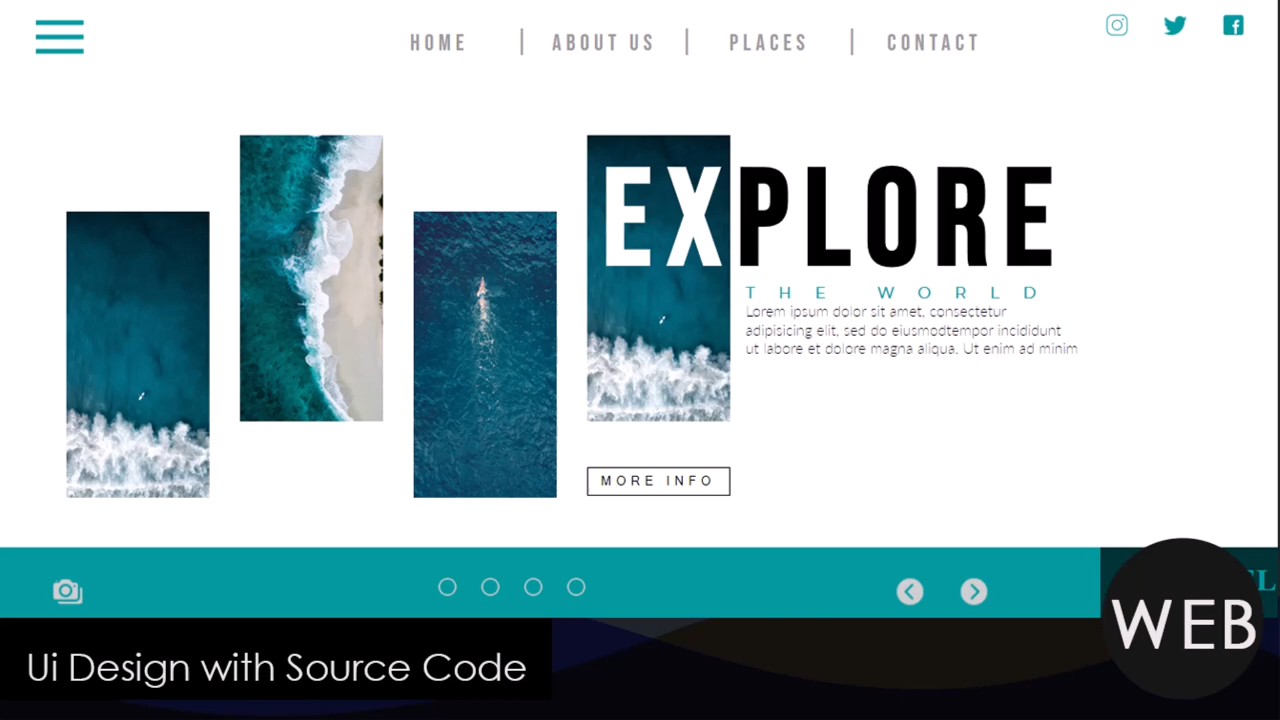 HOME | ABOUT US | PLACES | CONTACT
EXPLORE
THE WORLD
Lorem ipsum dolor sit amet, consectetur
adipisicing elit, sed do eiusmodtempor incididunt
ut labore et dolore magna aliqua. Ut enim ad minim
MORE INFO
WEB
Ui Design with Source Code